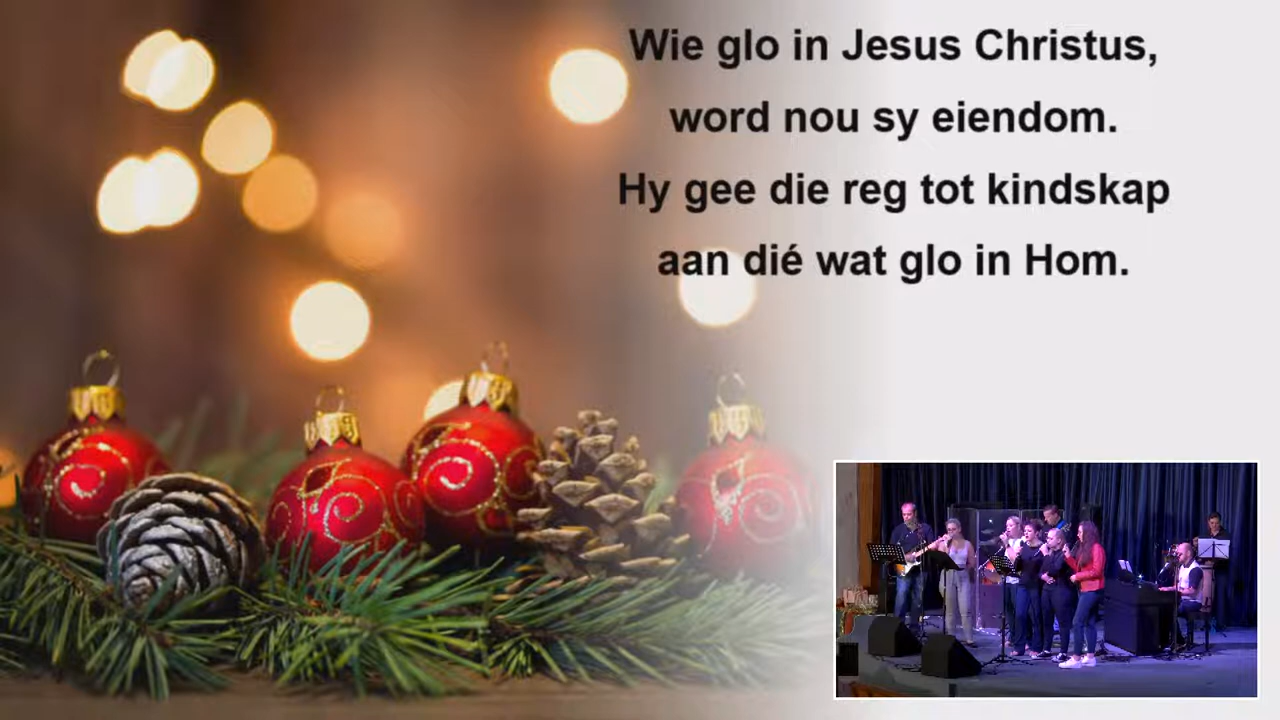 Wie glo in Jesus Christus,
word nou sy eiendom.
Hy gee die reg tot kindskap
aan dié wat glo in Hom.